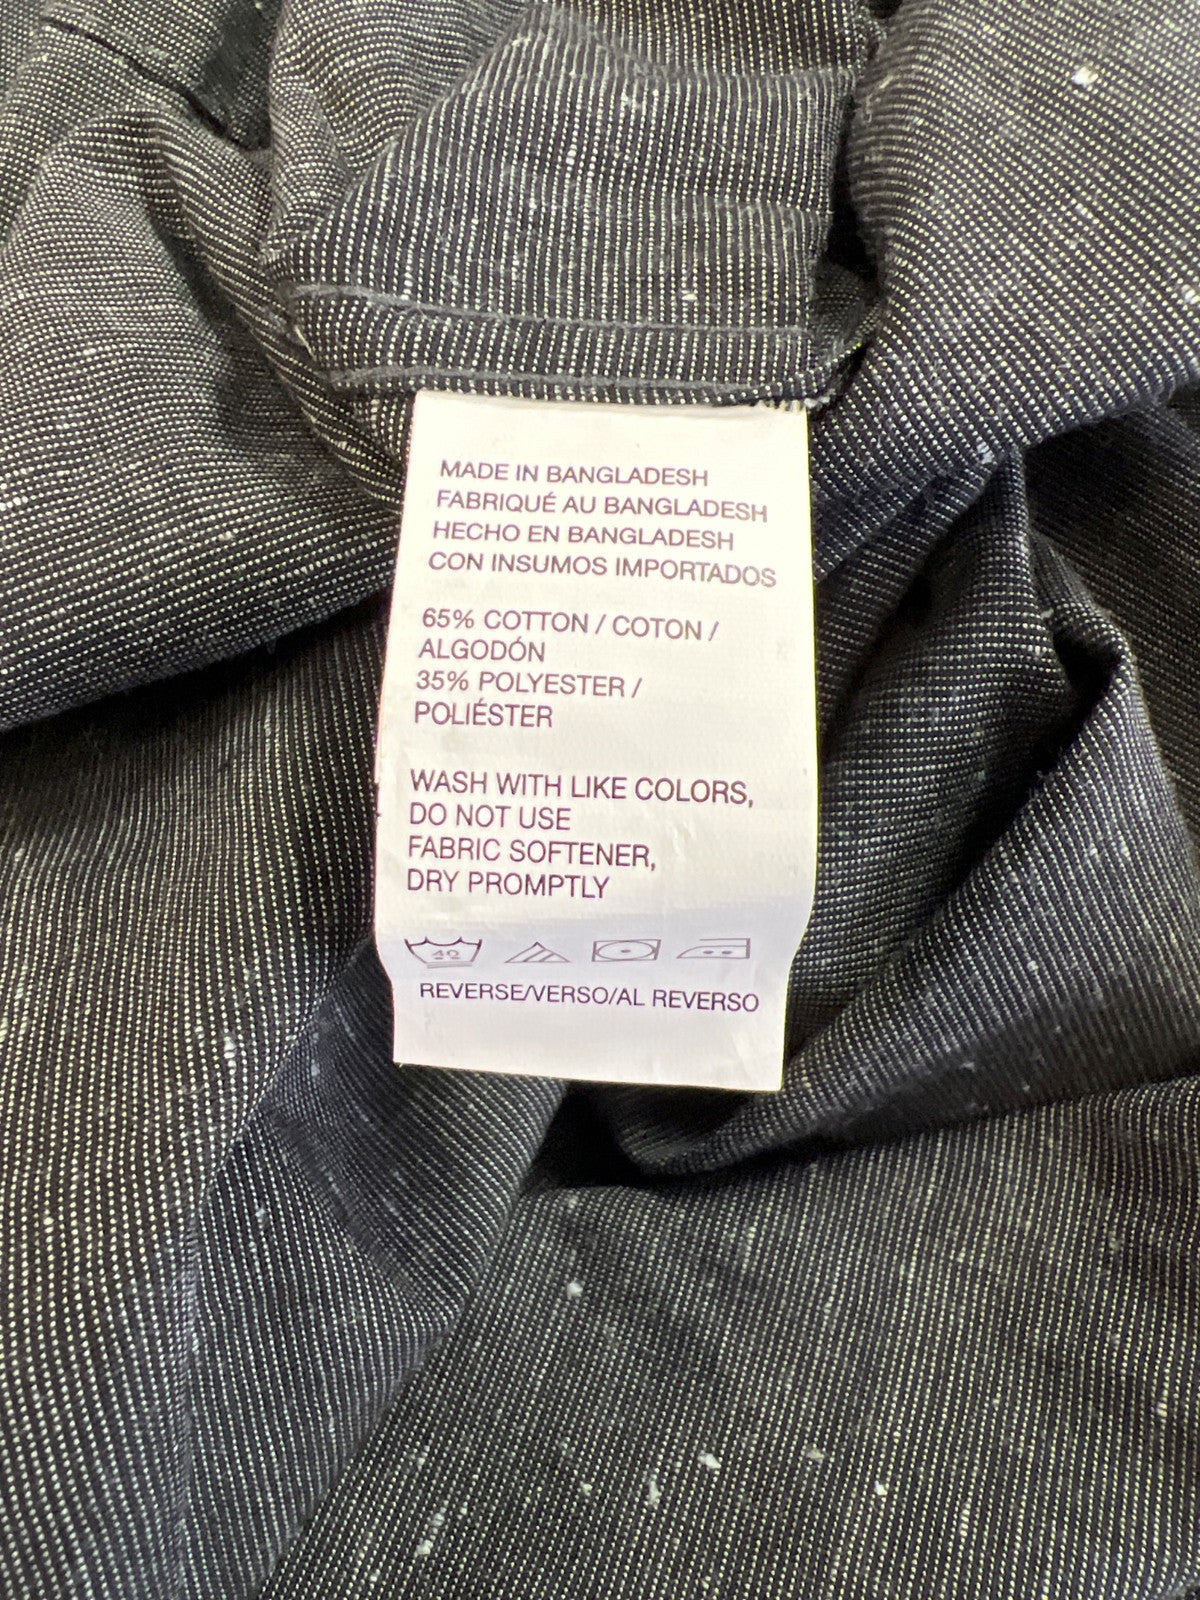 MADE IN BANGLADESH
FABRIQUÉ AU BANGLADESH
HECHO EN BANGLADESH
CON INSUMOS IMPORTADOS
65% COTTON / COTON /
ALGODÓN
35% POLYESTER /
POLIÉSTER
WASH WITH LIKE COLORS,
DO NOT USE
FABRIC SOFTENER,
DRY PROMPTLY
40
REVERSE/VERSO/AL REVERSO